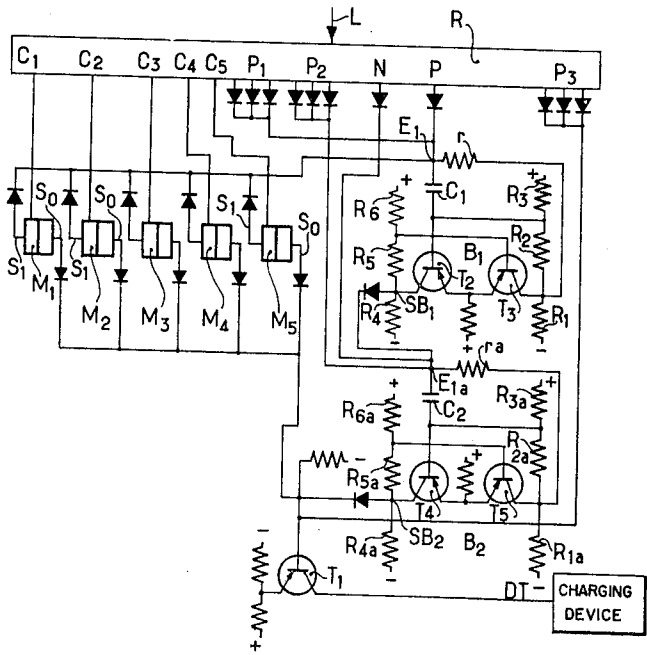 L
R
C1 C2 C3 C4 C5 P1 P2 N P P3
E1 r
+ C1 + R3
R6 R2
S0 S0 S1 S0
R5 B1 T2
S1 S1
M1 M2 M3 M4 M5
R4 SB1 T3 R1
- + -
ra
E1a
+ C2 + R3a
R6a
R2a
- R5a +
T4 T5
SB2 B2
R4a R1a
- T1 - -
DT CHARGING DEVICE
+